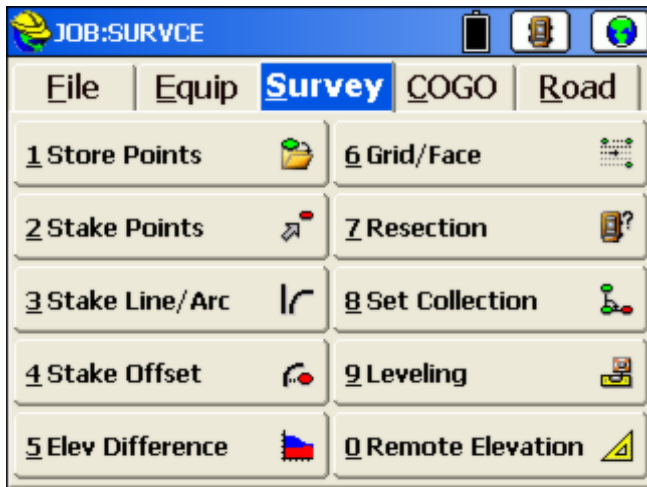 JOB:SURVCE
File Equip Survey COGO Road
1 Store Points
2 Stake Points
3 Stake Line/Arc
4 Stake Offset
5 Elev Difference
6 Grid/Face
7 Resection
8 Set Collection
9 Leveling
0 Remote Elevation